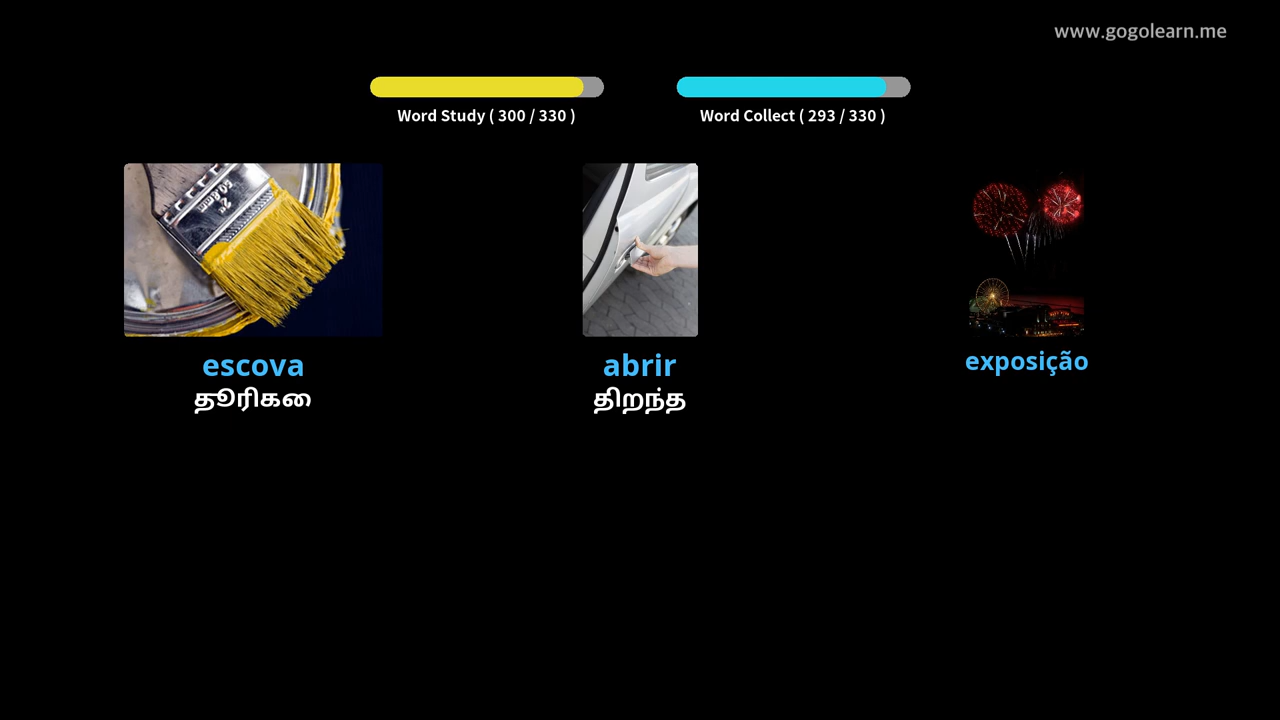 www.gogolearn.me
Word Study ( 300 / 330 )
Word Collect ( 293 / 330 )
escova
தூரிகை
abrir
திறந்த
exposição